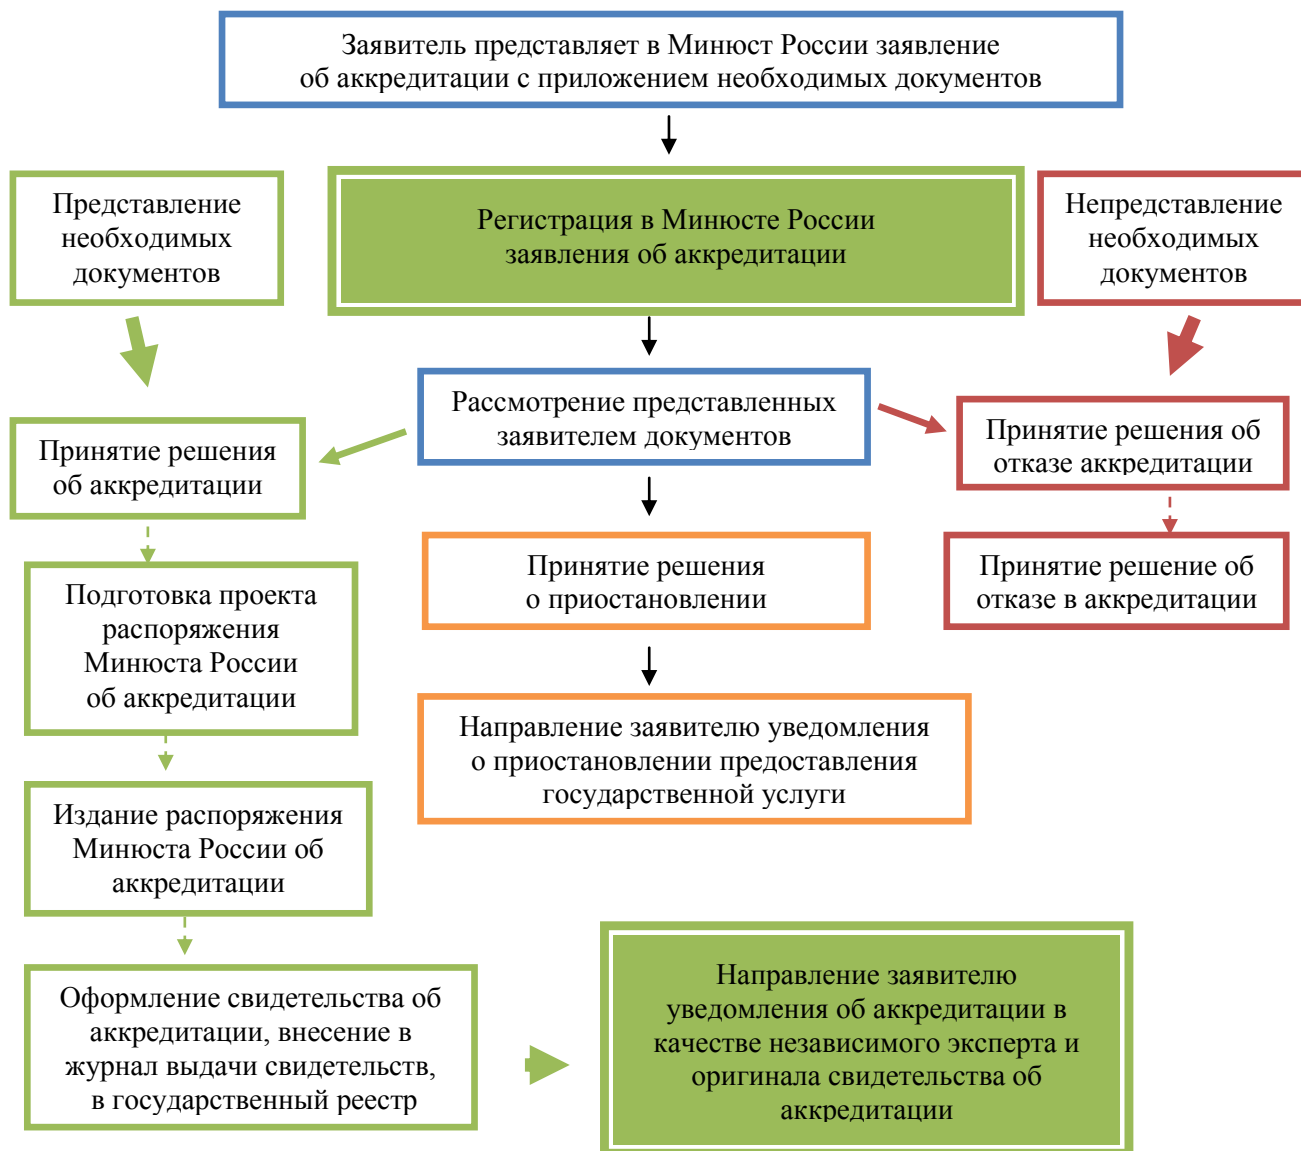 Заявитель представляет в Минюст России заявление
об аккредитации с приложением необходимых документов
Представление
необходимых
документов
Регистрация в Минюсте России
заявления об аккредитации
Непредставление
необходимых
документов
Рассмотрение представленных
заявителем документов
Принятие решения
об аккредитации
Принятие решения об
отказе аккредитации
Принятие решения
о приостановлении
Принятие решение об
отказе в аккредитации
Подготовка проекта
распоряжения
Минюста России
об аккредитации
Направление заявителю уведомления
о приостановлении предоставления
государственной услуги
Издание распоряжения
Минюста России об
аккредитации
Оформление свидетельства об
аккредитации, внесение в
журнал выдачи свидетельств,
в государственный реестр
Направление заявителю
уведомления об аккредитации в
качестве независимого эксперта и
оригинала свидетельства об
аккредитации